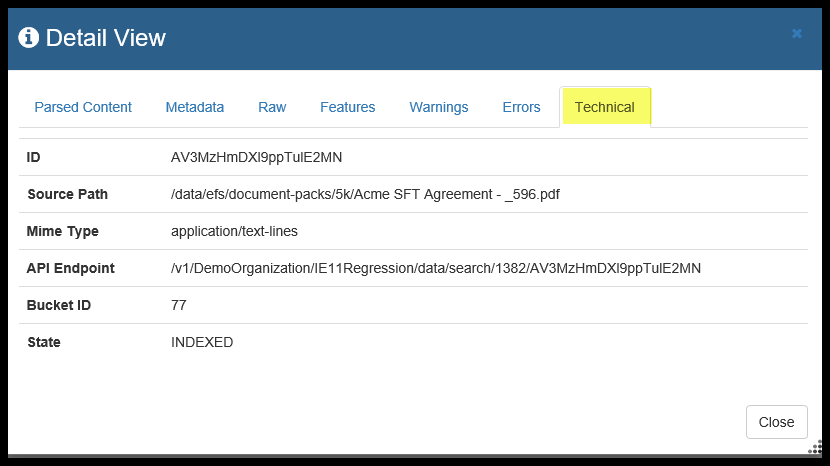 Detail View
Parsed Content Metadata Raw Features Warnings Errors Technical
ID AV3MzHmDXl9ppTulE2MN
Source Path /data/efs/document-packs/5k/Acme SFT Agreement - _596.pdf
Mime Type application/text-lines
API Endpoint /v1/DemoOrganization/IE11Regression/data/search/1382/AV3MzHmDXl9ppTulE2MN
Bucket ID 77
State INDEXED
Close